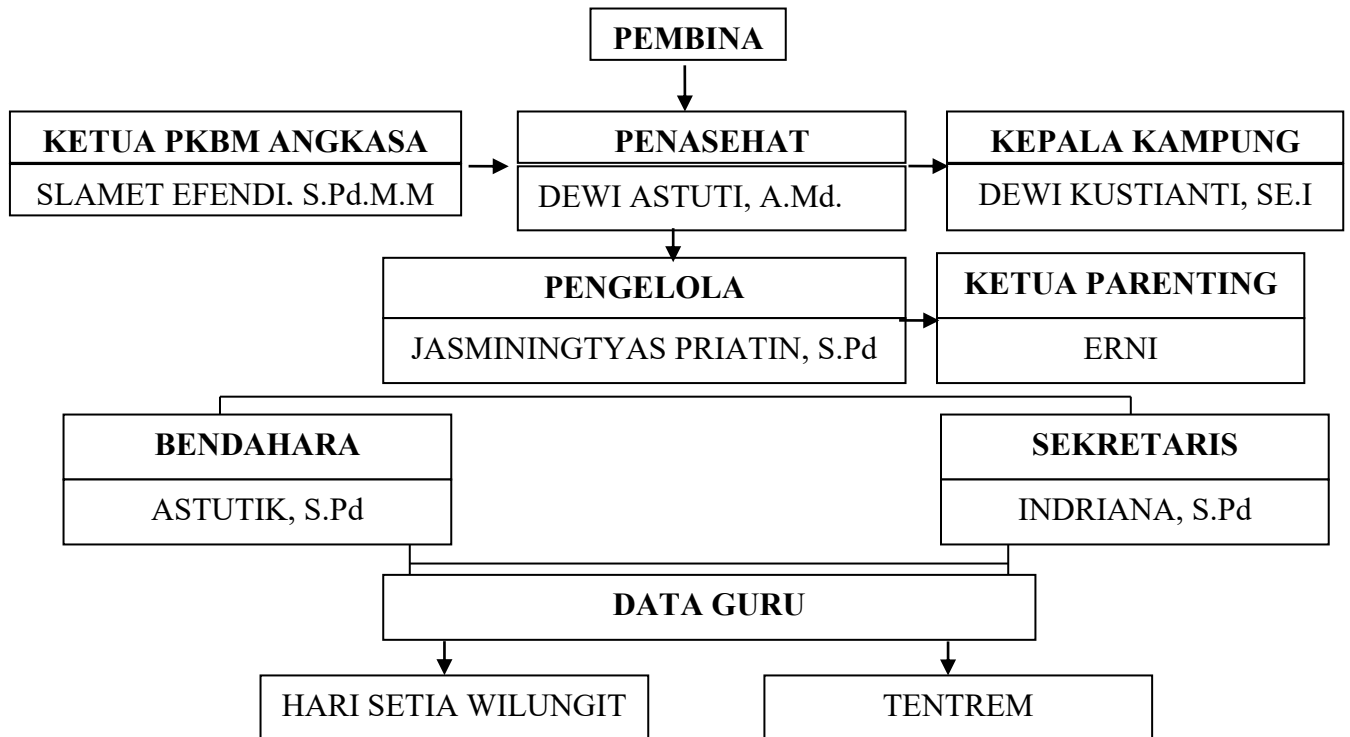 PEMBINA
KETUA PKBM ANGKASA
SLAMET EFENDI, S.Pd.M.M
PENASEHAT
DEWI ASTUTI, A.Md.
KEPALA KAMPUNG
DEWI KUSTIANTI, SE.I
PENGELOLA
JASMININGTYAS PRIATIN, S.Pd
KETUA PARENTING
ERNI
BENDAHARA
ASTUTIK, S.Pd
SEKRETARIS
INDRIANA, S.Pd
DATA GURU
HARI SETIA WILUNGIT
TENTREM